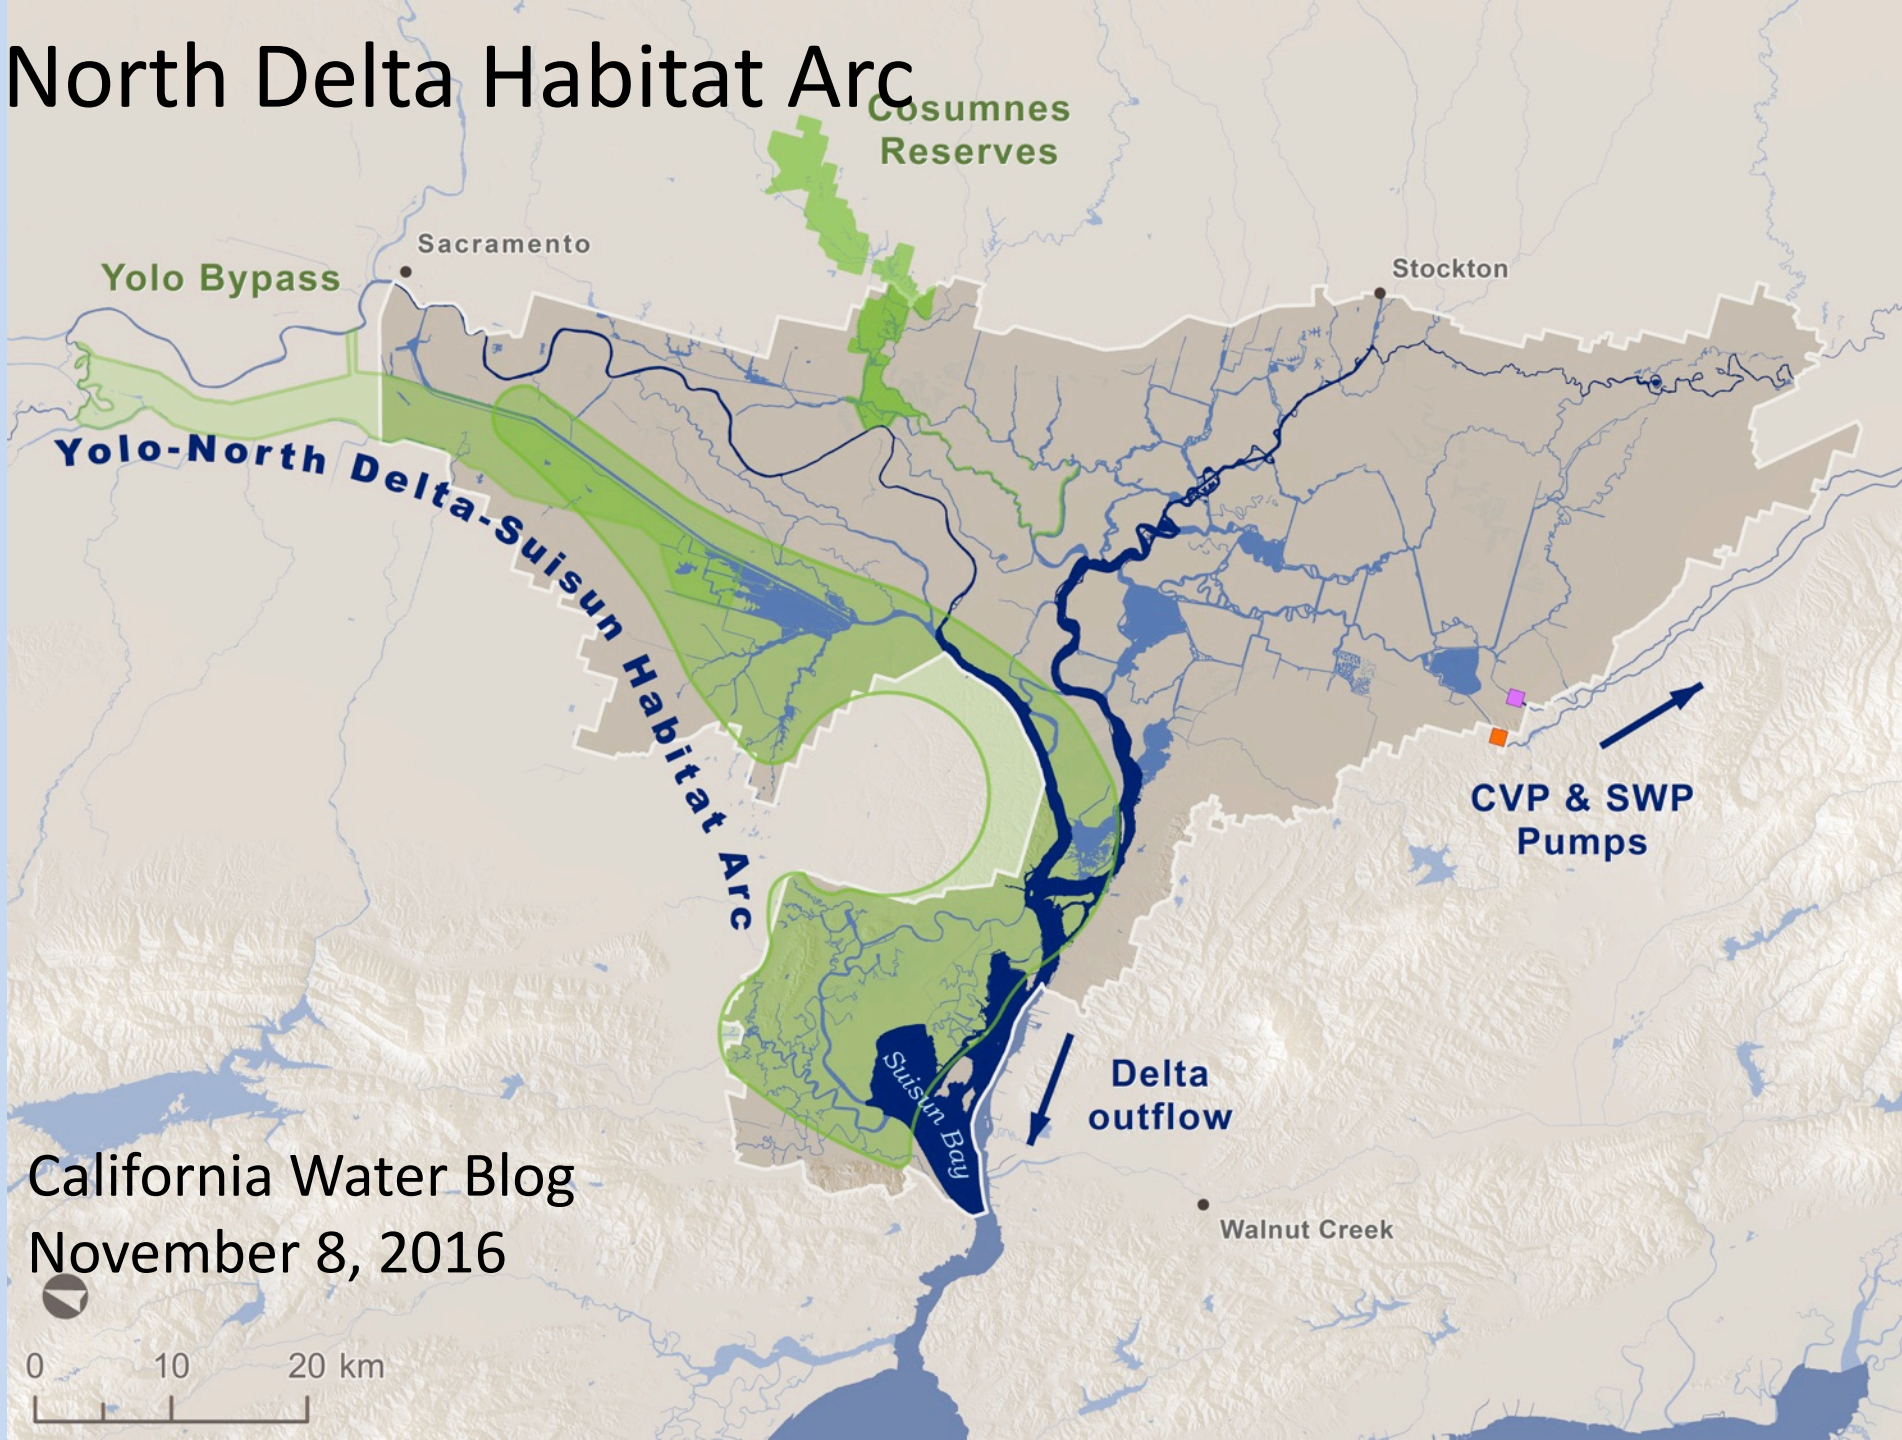 North Delta Habitat Arc
Cosumnes
Reserves
Sacramento
Yolo Bypass
Stockton
Yolo-North Delta-Suisun Habitat Arc
CVP & SWP
Pumps
Suisun Bay
Delta
outflow
California Water Blog
November 8, 2016
Walnut Creek
0 10 20 km